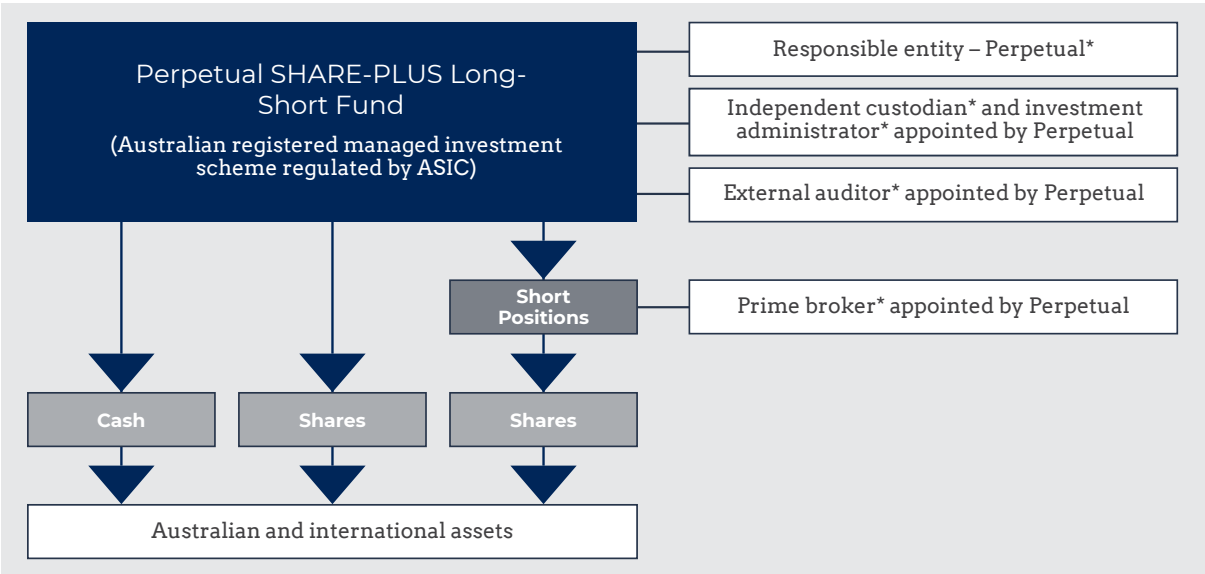 Perpetual SHARE-PLUS Long-
Short Fund
(Australian registered managed investment
scheme regulated by ASIC)
Responsible entity – Perpetual*
Independent custodian* and investment
administrator* appointed by Perpetual
External auditor* appointed by Perpetual
Short
Positions
Prime broker* appointed by Perpetual
Cash
Shares
Shares
Australian and international assets